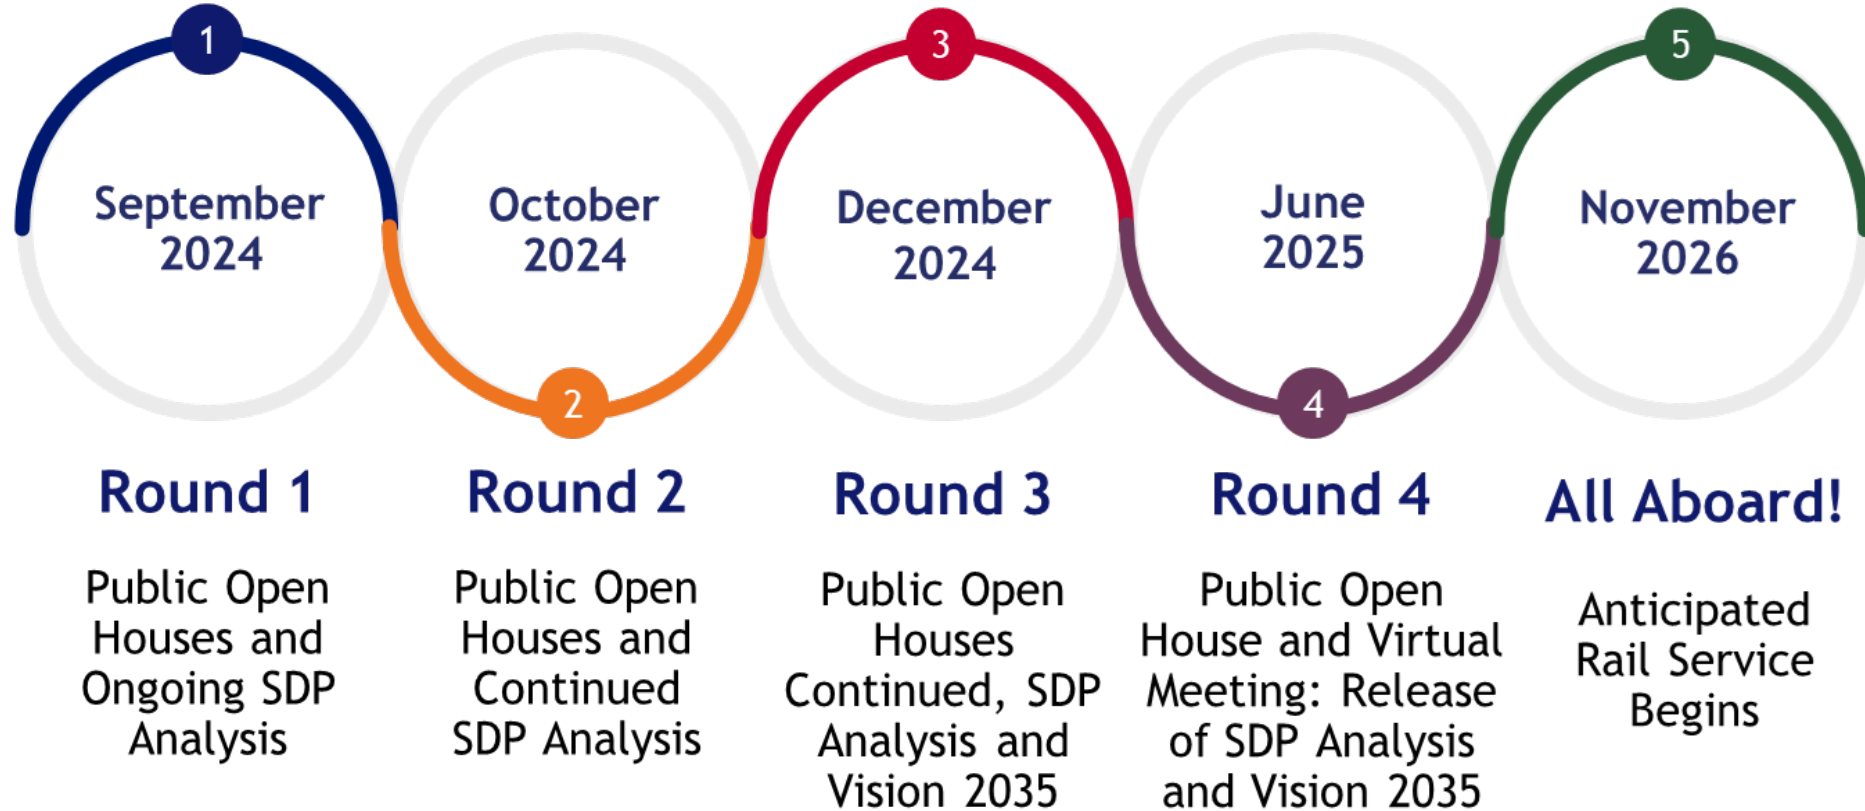 1
September
2024
Round 1
Public Open
Houses and
Ongoing SDP
Analysis
2
October
2024
Round 2
Public Open
Houses and
Continued
SDP Analysis
3
December
2024
Round 3
Public Open
Houses
Continued, SDP
Analysis and
Vision 2035
4
June
2025
Round 4
Public Open
House and Virtual
Meeting: Release
of SDP Analysis
and Vision 2035
5
November
2026
All Aboard!
Anticipated
Rail Service
Begins